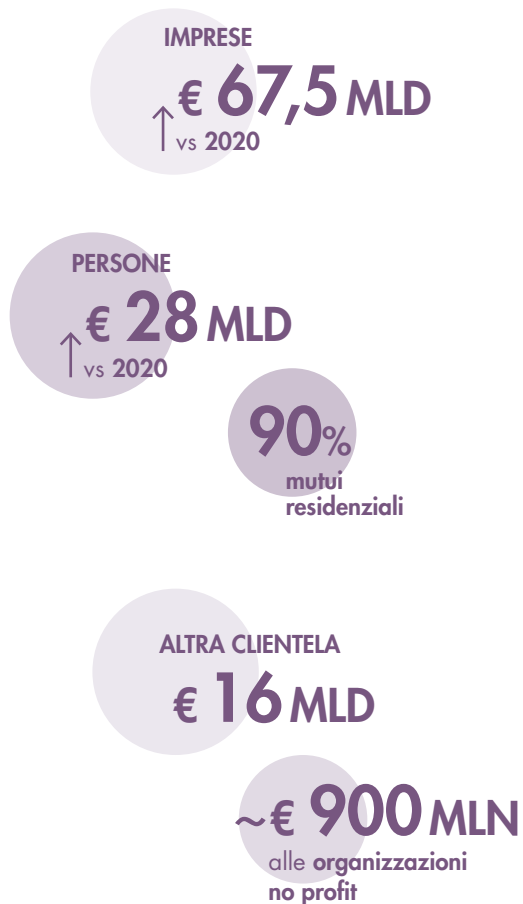 IMPRESE
€ 67,5 MLD
vs 2020
PERSONE
€ 28 MLD
vs 2020
90%
mutui
residenziali
ALTRA CLIENTELA
€ 16 MLD
~€ 900 MLN
alle organizzazioni
no profit